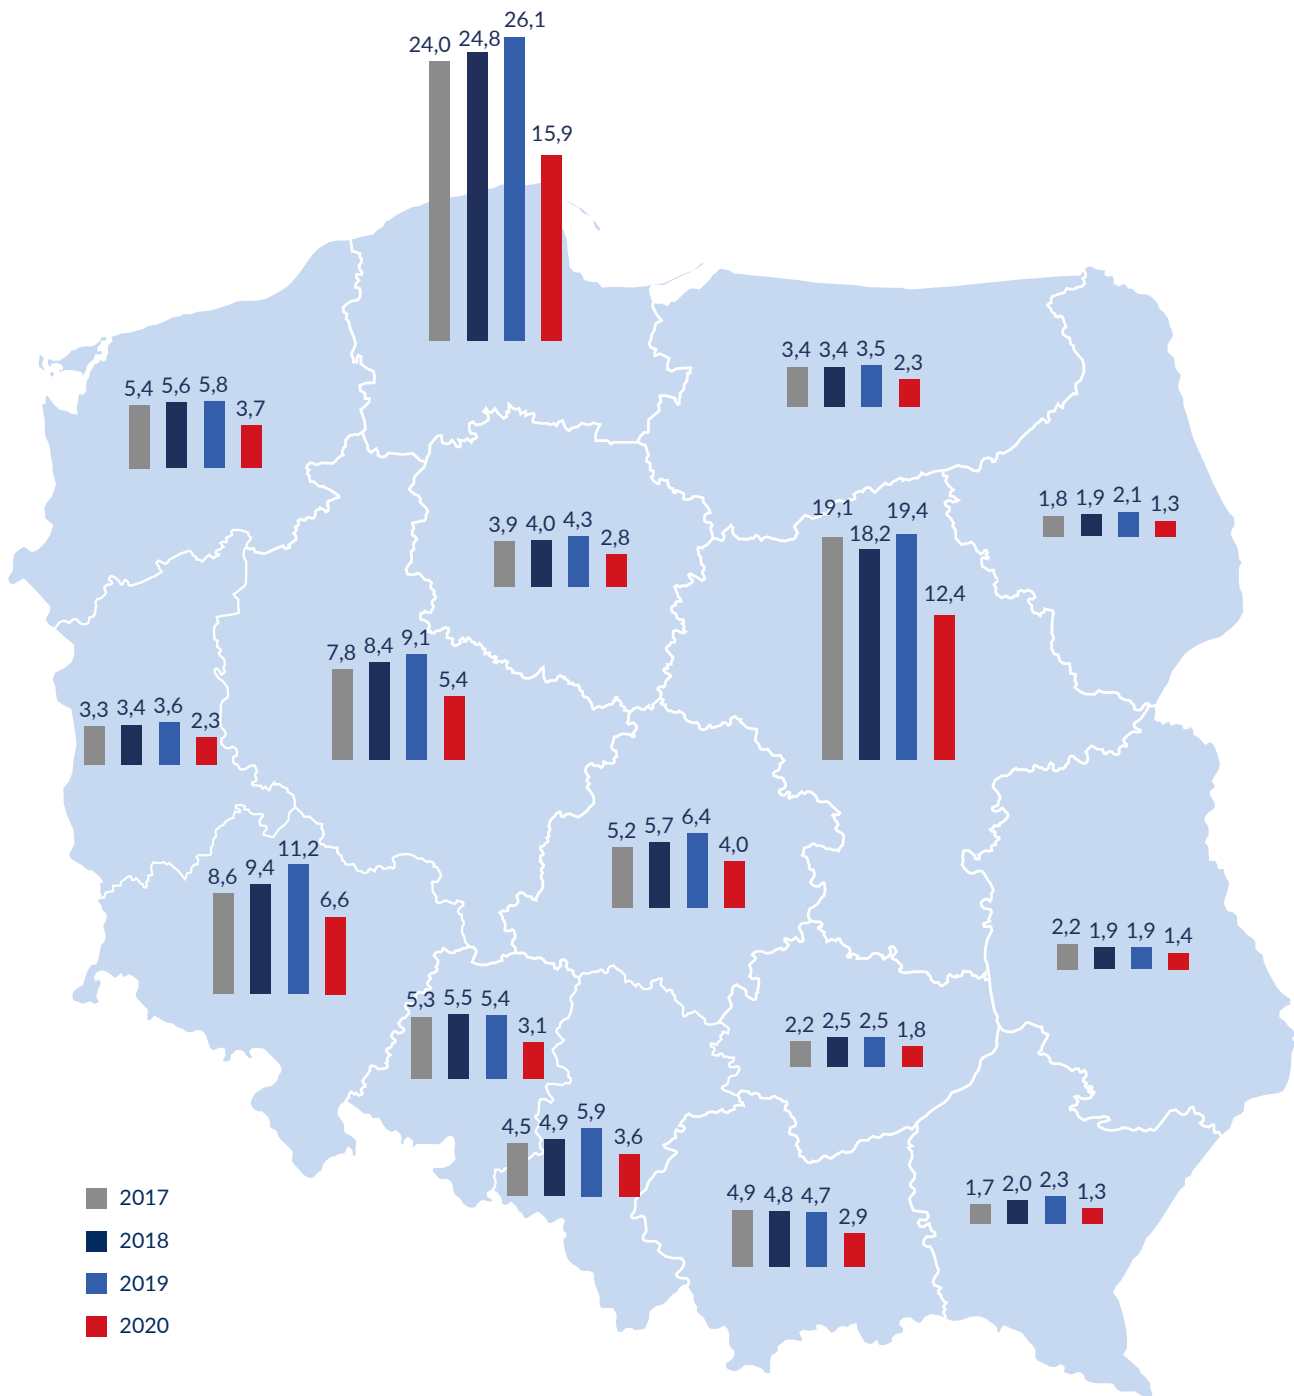 24,0 24,8 26,1 15,9
5,4 5,6 5,8 3,7
3,4 3,4 3,5 2,3
3,9 4,0 4,3 2,8
19,1 18,2 19,4 12,4
1,8 1,9 2,1 1,3
3,3 3,4 3,6 2,3
7,8 8,4 9,1 5,4
5,2 5,7 6,4 4,0
8,6 9,4 11,2 6,6
2,2 1,9 1,9 1,4
5,3 5,5 5,4 3,1
2,2 2,5 2,5 1,8
4,5 4,9 5,9 3,6
4,9 4,8 4,7 2,9
1,7 2,0 2,3 1,3
2017
2018
2019
2020